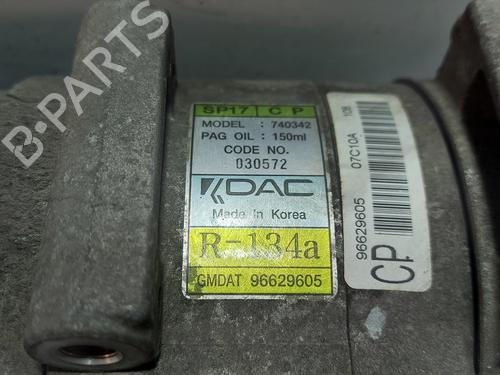 SP17 C P
MODEL : 740342
PAG OIL : 150ml
CODE NO.
030572
KDAC
Made In Korea
R-134a
GMDAT 96629605
CP
96629605
07C10A
B-PARTS